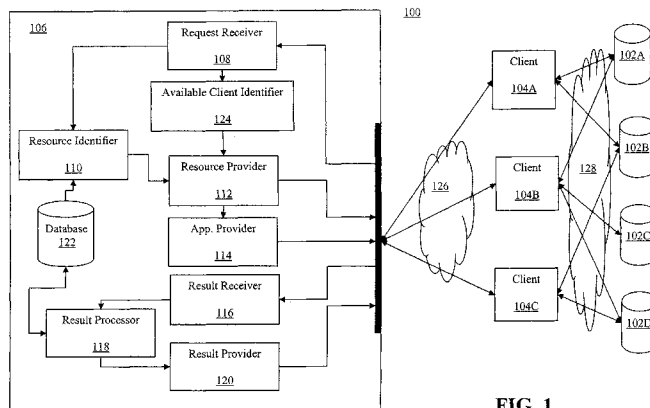 106
100
Request Receiver
108
Available Client Identifier
124
Resource Identifier
110
Resource Provider
112
Database
122
App. Provider
114
Result Receiver
116
Result Processor
118
Result Provider
120
126
Client
104A
Client
104B
Client
104C
128
102A
102B
102C
102D
FIG. 1